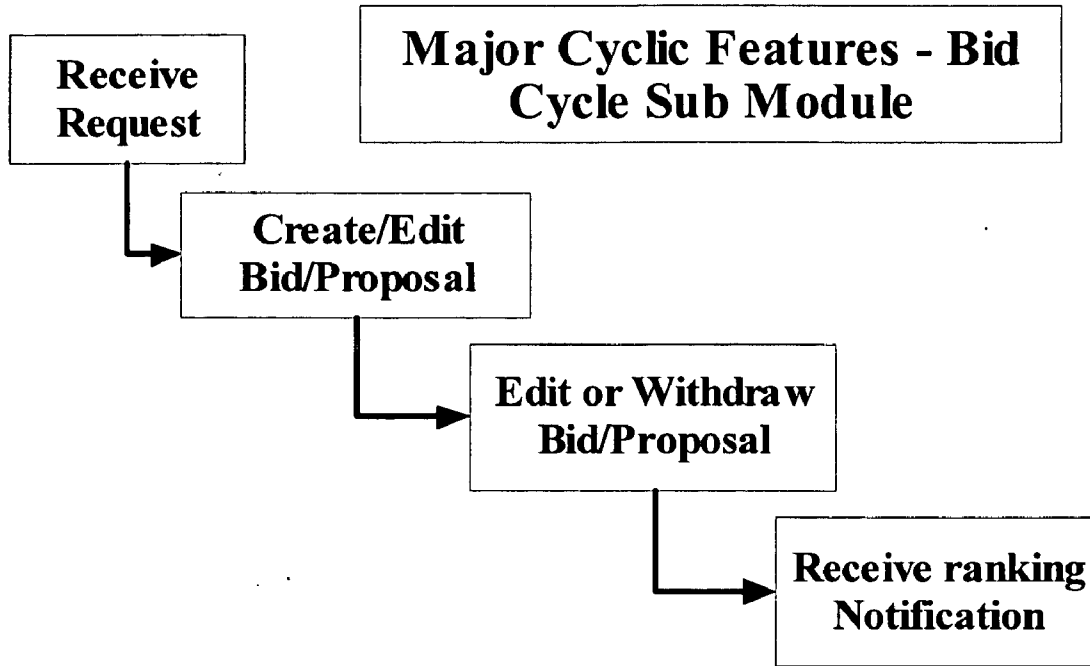 Major Cyclic Features - Bid
Cycle Sub Module
Receive
Request
Create/Edit
Bid/Proposal
Edit or Withdraw
Bid/Proposal
Receive ranking
Notification